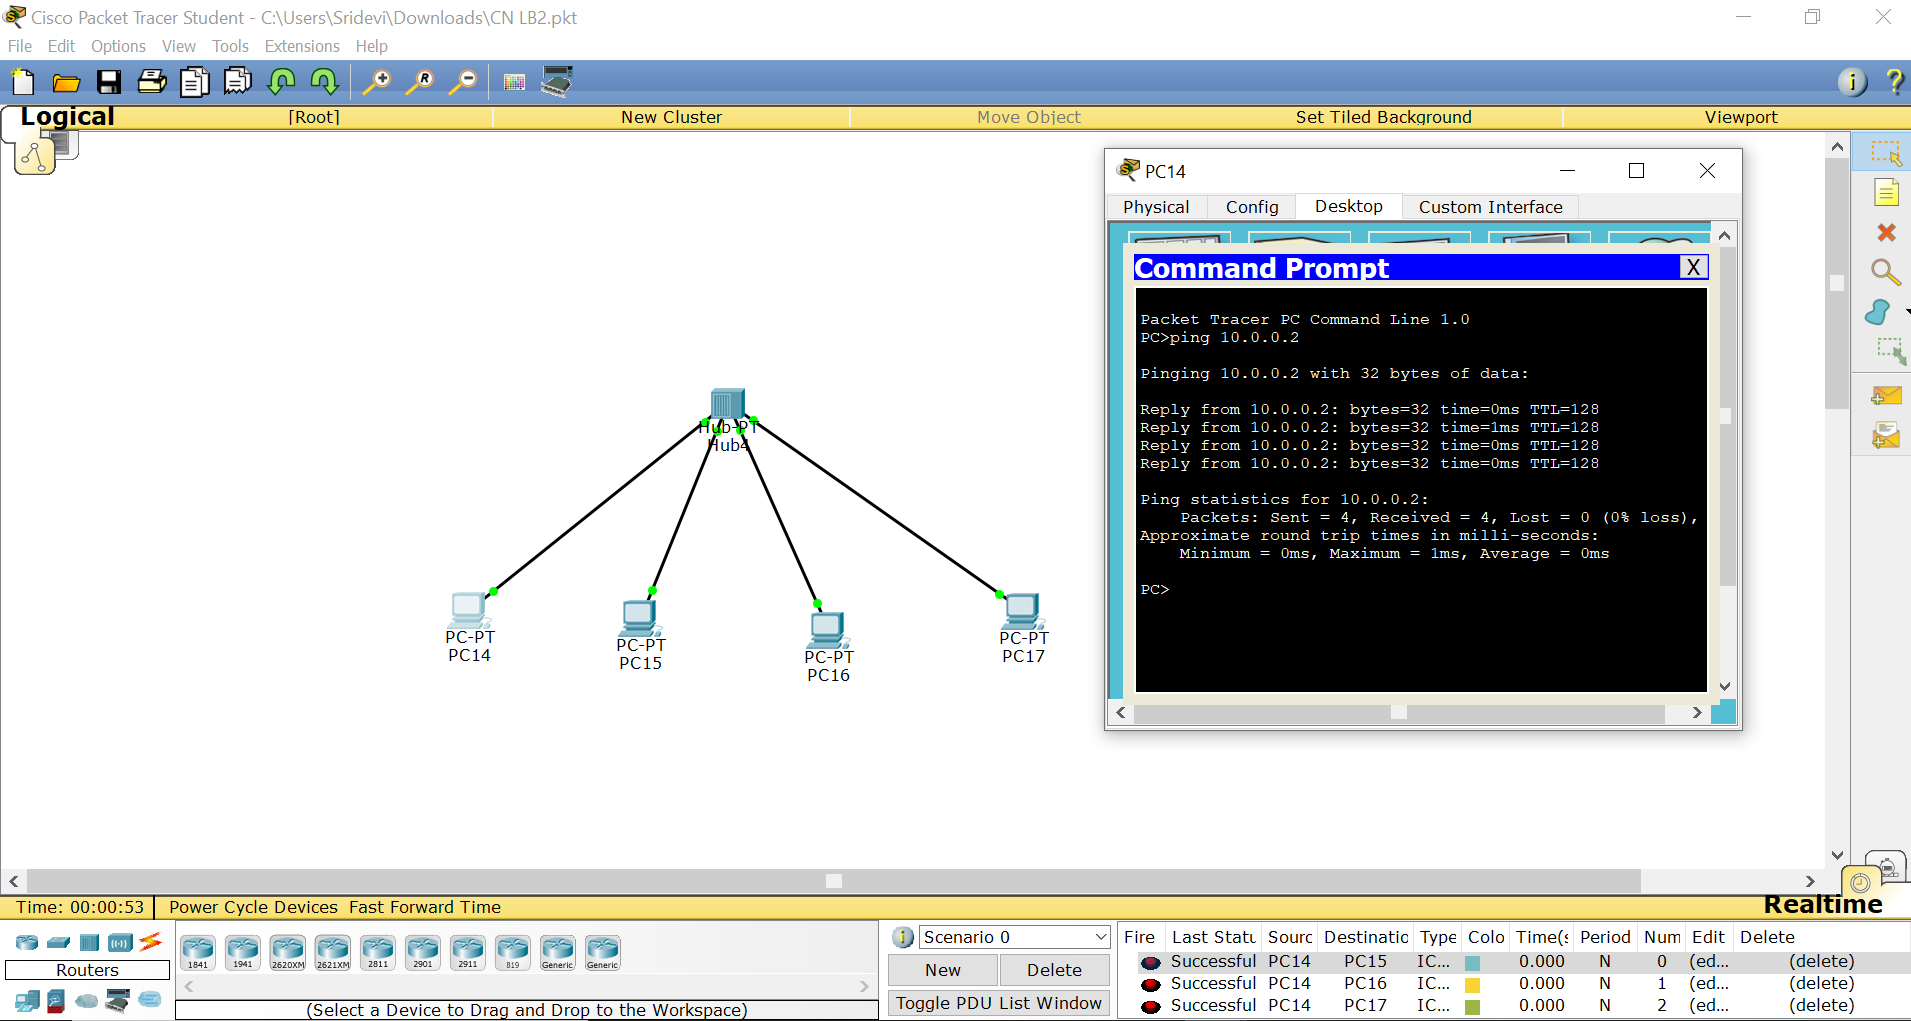 Cisco Packet Tracer Student - C:\Users\Sridevi\Downloads\CN LB2.pkt
File Edit Options View Tools Extensions Help
Logical [Root] New Cluster Move Object Set Tiled Background Viewport
PC14
Physical Config Desktop Custom Interface
Command Prompt X
Packet Tracer PC Command Line 1.0
PC>ping 10.0.0.2
Pinging 10.0.0.2 with 32 bytes of data:
Reply from 10.0.0.2: bytes=32 time=0ms TTL=128
Reply from 10.0.0.2: bytes=32 time=1ms TTL=128
Reply from 10.0.0.2: bytes=32 time=0ms TTL=128
Reply from 10.0.0.2: bytes=32 time=0ms TTL=128
Ping statistics for 10.0.0.2:
Packets: Sent = 4, Received = 4, Lost = 0 (0% loss),
Approximate round trip times in milli-seconds:
Minimum = 0ms, Maximum = 1ms, Average = 0ms
PC>
Hub-PT
Hub4
PC-PT
PC14
PC-PT
PC15
PC-PT
PC16
PC-PT
PC17
Time: 00:00:53 Power Cycle Devices Fast Forward Time
Realtime
Routers
1841 1941 2620XM 2621XM 2811 2901 2911 819 Generic Generic
(Select a Device to Drag and Drop to the Workspace)
Scenario 0
New Delete
Toggle PDU List Window
Fire Last Statu Sourc Destinatio Type Colo Time(s Period Num Edit Delete
Successful PC14 PC15 IC... 0.000 N 0 (ed... (delete)
Successful PC14 PC16 IC... 0.000 N 1 (ed... (delete)
Successful PC14 PC17 IC... 0.000 N 2 (ed... (delete)